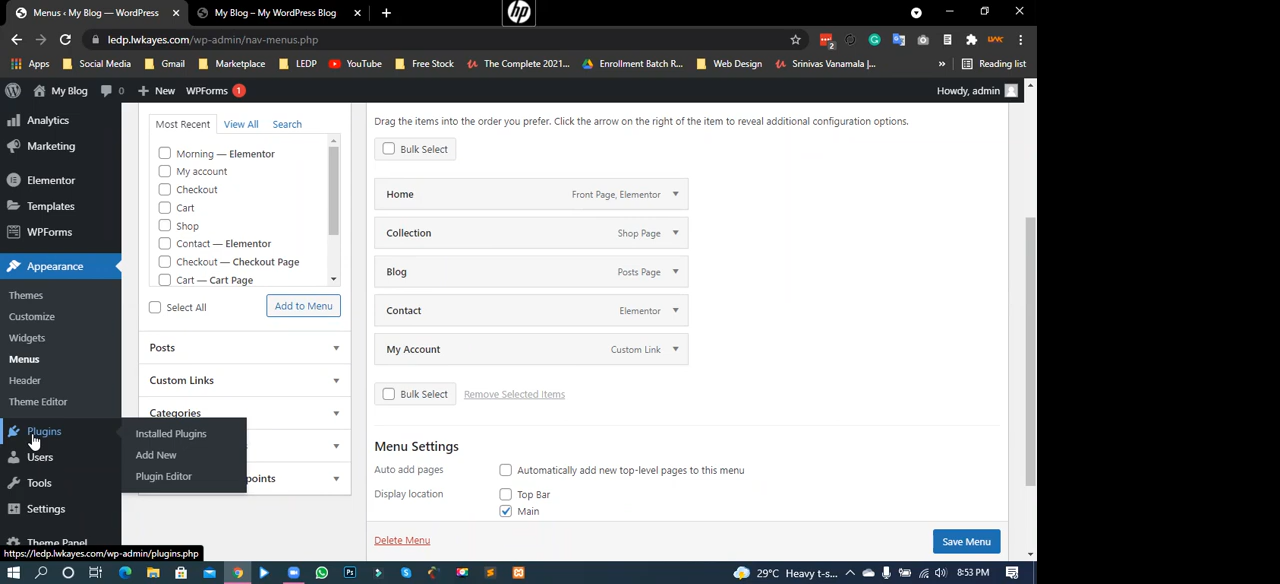 Menus ‹ My Blog — WordPress
My Blog – My WordPress Blog
hp
ledp.lwkayes.com/wp-admin/nav-menus.php
2
Apps
Social Media
Gmail
Marketplace
LEDP
YouTube
Free Stock
The Complete 2021...
Enrollment Batch R...
Web Design
Srinivas Vanamala |...
»
Reading list
My Blog
0
New
WPForms 1
Howdy, admin
Analytics
Marketing
Elementor
Templates
WPForms
Appearance
Themes
Customize
Widgets
Menus
Header
Theme Editor
Plugins
Users
Tools
Settings
Theme Panel
Installed Plugins
Add New
Plugin Editor
https://ledp.lwkayes.com/wp-admin/plugins.php
Most Recent
View All
Search
Morning — Elementor
My account
Checkout
Cart
Shop
Contact — Elementor
Checkout — Checkout Page
Cart — Cart Page
Select All
Add to Menu
Posts
Custom Links
Categories
Drag the items into the order you prefer. Click the arrow on the right of the item to reveal additional configuration options.
Bulk Select
Home Front Page, Elementor
Collection Shop Page
Blog Posts Page
Contact Elementor
My Account Custom Link
Bulk Select Remove Selected Items
Menu Settings
Auto add pages Automatically add new top-level pages to this menu
Display location Top Bar
Main
Delete Menu
Save Menu
29°C Heavy t-s...
8:53 PM